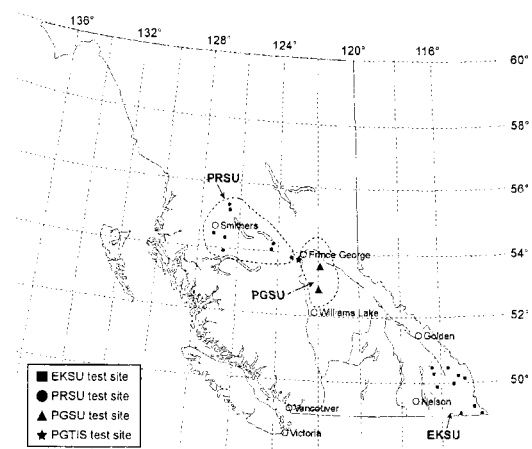 136°
132°
128°
124°
120°
116°
60°
58°
56°
54°
52°
50°
PRSU
Smithers
Prince George
PGSU
Williams Lake
Golden
Nelson
Vancouver
Victoria
EKSU
EKSU test site
PRSU test site
PGSU test site
PGTIS test site